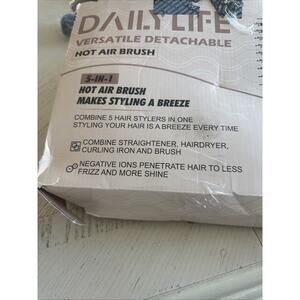 DAILYLIFE
VERSATILE DETACHABLE
HOT AIR BRUSH
5-IN-1
HOT AIR BRUSH
MAKES STYLING A BREEZE
COMBINE 5 HAIR STYLERS IN ONE
STYLING YOUR HAIR IS A BREEZE EVERY TIME
COMBINE STRAIGHTENER, HAIRDRYER,
CURLING IRON AND BRUSH
NEGATIVE IONS PENETRATE HAIR TO LESS
FRIZZ AND MORE SHINE